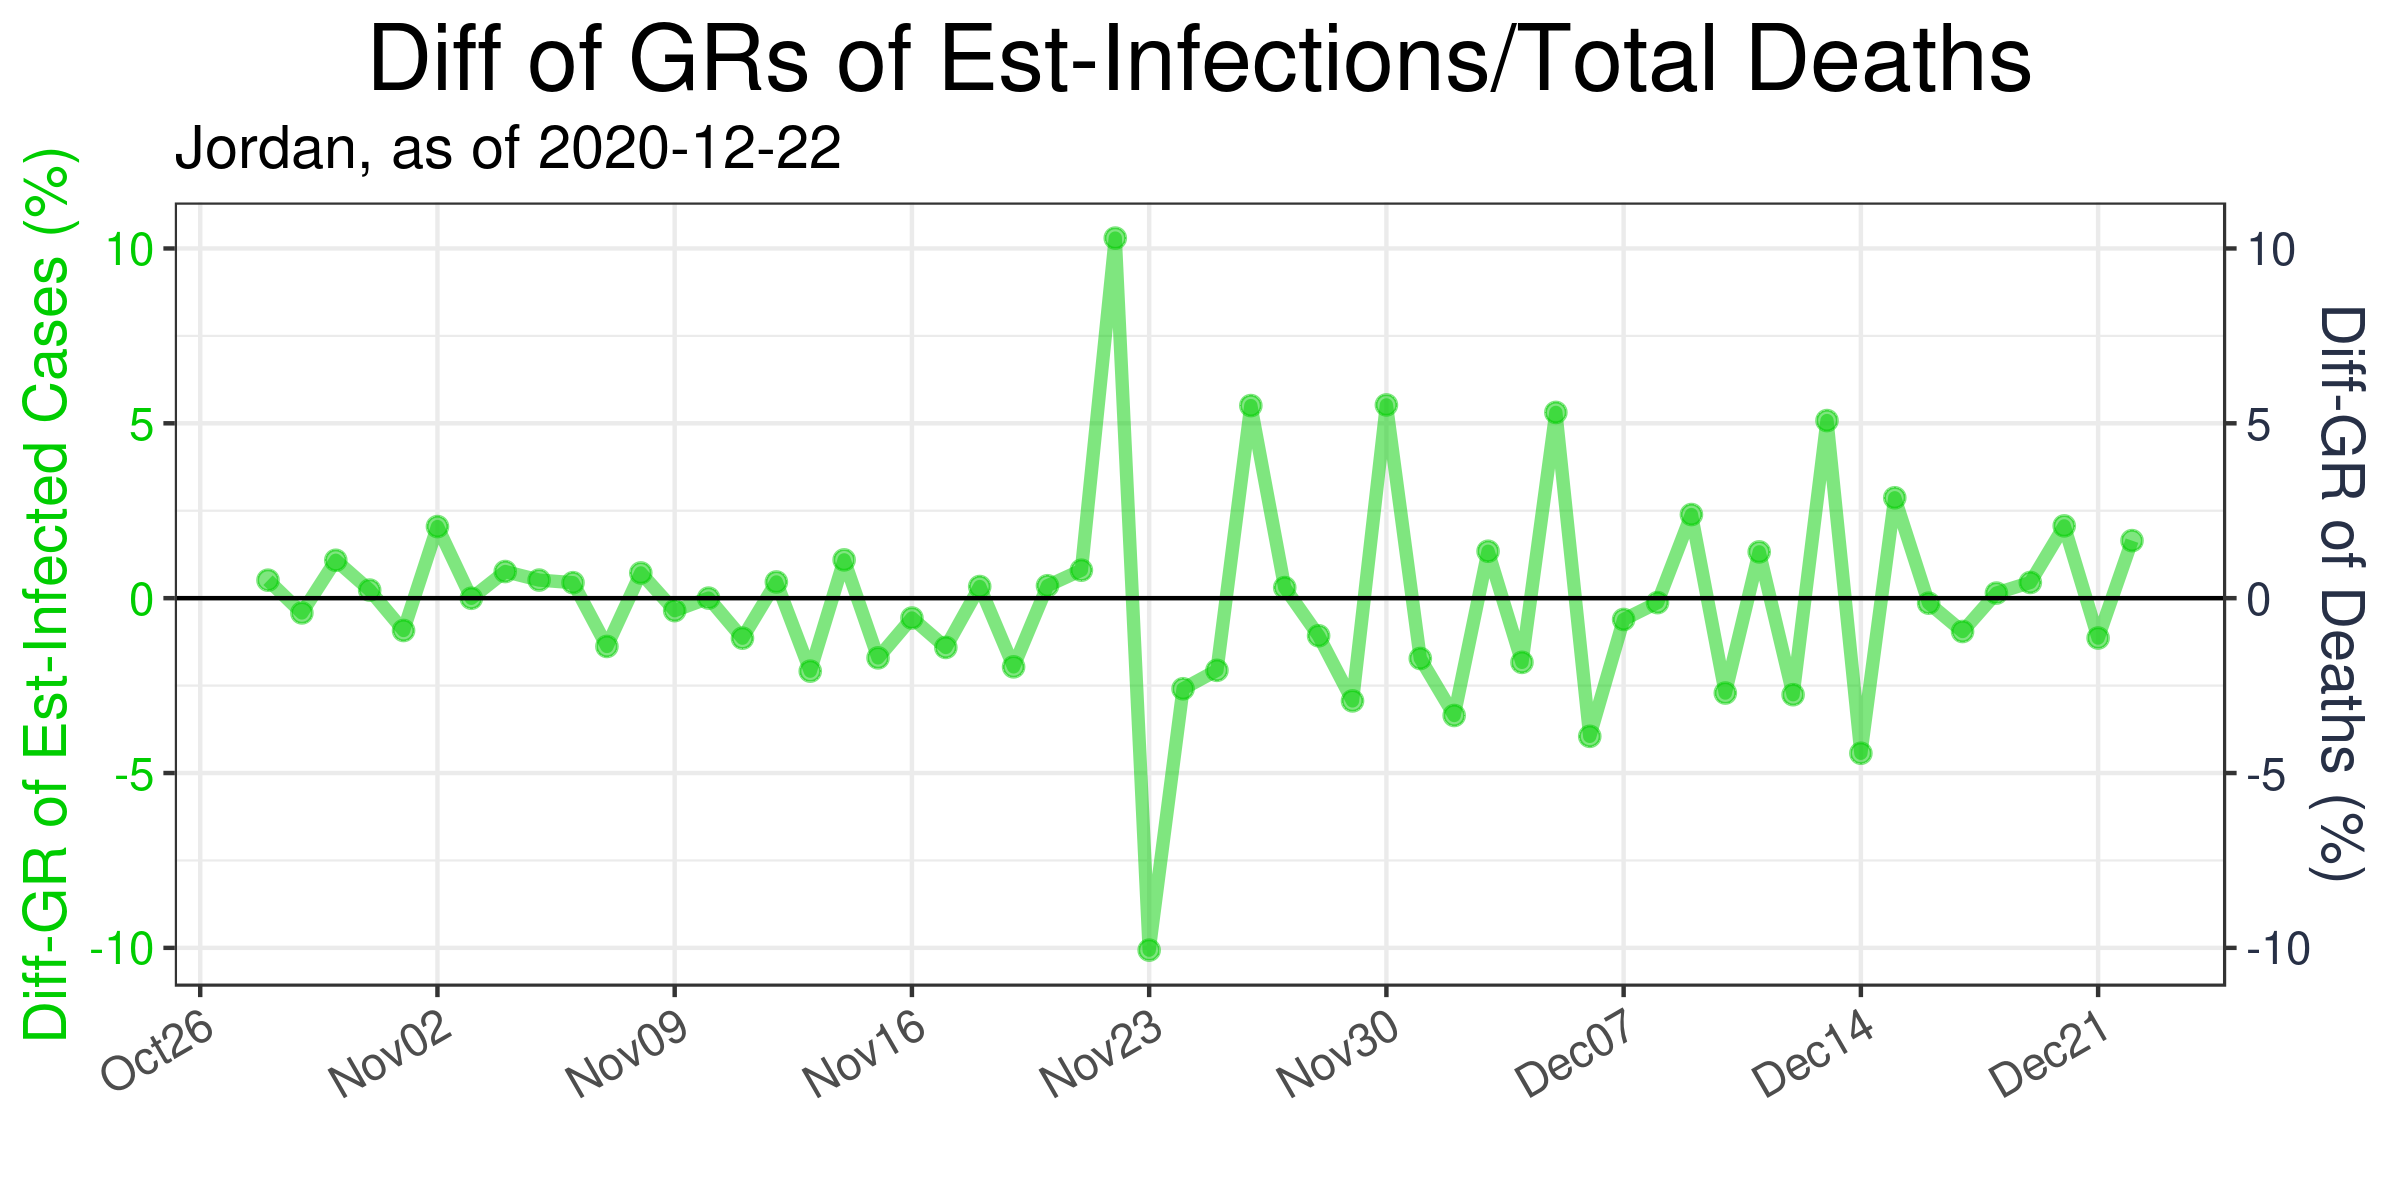 Diff of GRs of Est-Infections/Total Deaths
Jordan, as of 2020-12-22
Diff-GR of Est-Infected Cases (%)
10
5
0
-5
-10
10
5
0
-5
-10
Diff-GR of Deaths (%)
Oct26
Nov02
Nov09
Nov16
Nov23
Nov30
Dec07
Dec14
Dec21